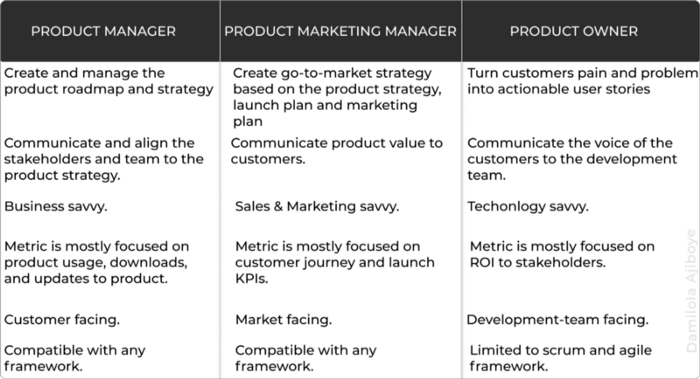 PRODUCT MANAGER
PRODUCT MARKETING MANAGER
PRODUCT OWNER
Create and manage the
product roadmap and strategy
Create go-to-market strategy
based on the product strategy,
launch plan and marketing
plan
Turn customers pain and problem
into actionable user stories
Communicate and align the
stakeholders and team to the
product strategy.
Communicate product value to
customers.
Communicate the voice of the
customers to the development
team.
Business savvy.
Sales & Marketing savvy.
Techonlogy savvy.
Metric is mostly focused on
product usage, downloads,
and updates to product.
Metric is mostly focused on
customer journey and launch
KPIs.
Metric is mostly focused on
ROI to stakeholders.
Customer facing.
Market facing.
Development-team facing.
Compatible with any
framework.
Compatible with any
framework.
Limited to scrum and agile
framework.
Damilola Ajiboye